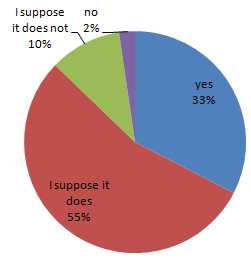 I suppose
it does not
10%
no
2%
yes
33%
I suppose it
does
55%